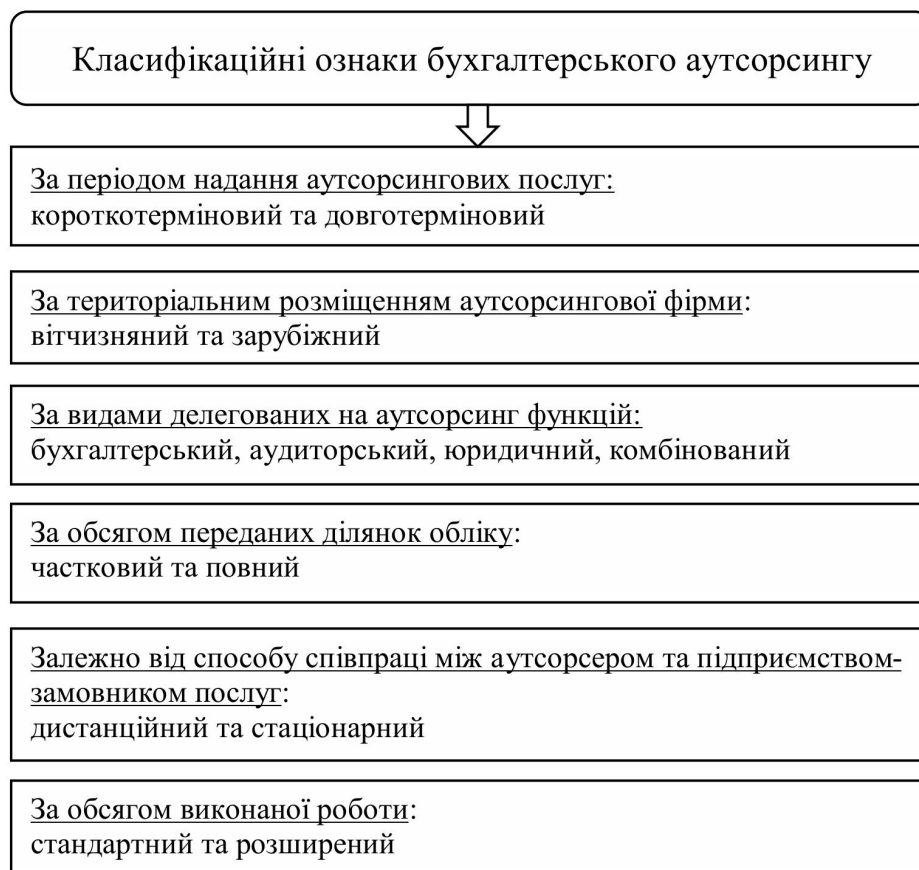 Класифікаційні ознаки бухгалтерського аутсорсингу
За періодом надання аутсорсингових послуг:
короткотерміновий та довготерміновий
За територіальним розміщенням аутсорсингової фірми:
вітчизняний та зарубіжний
За видами делегованих на аутсорсинг функцій:
бухгалтерський, аудиторський, юридичний, комбінований
За обсягом переданих ділянок обліку:
частковий та повний
Залежно від способу співпраці між аутсорсером та підприємством-
замовником послуг:
дистанційний та стаціонарний
За обсягом виконаної роботи:
стандартний та розширений